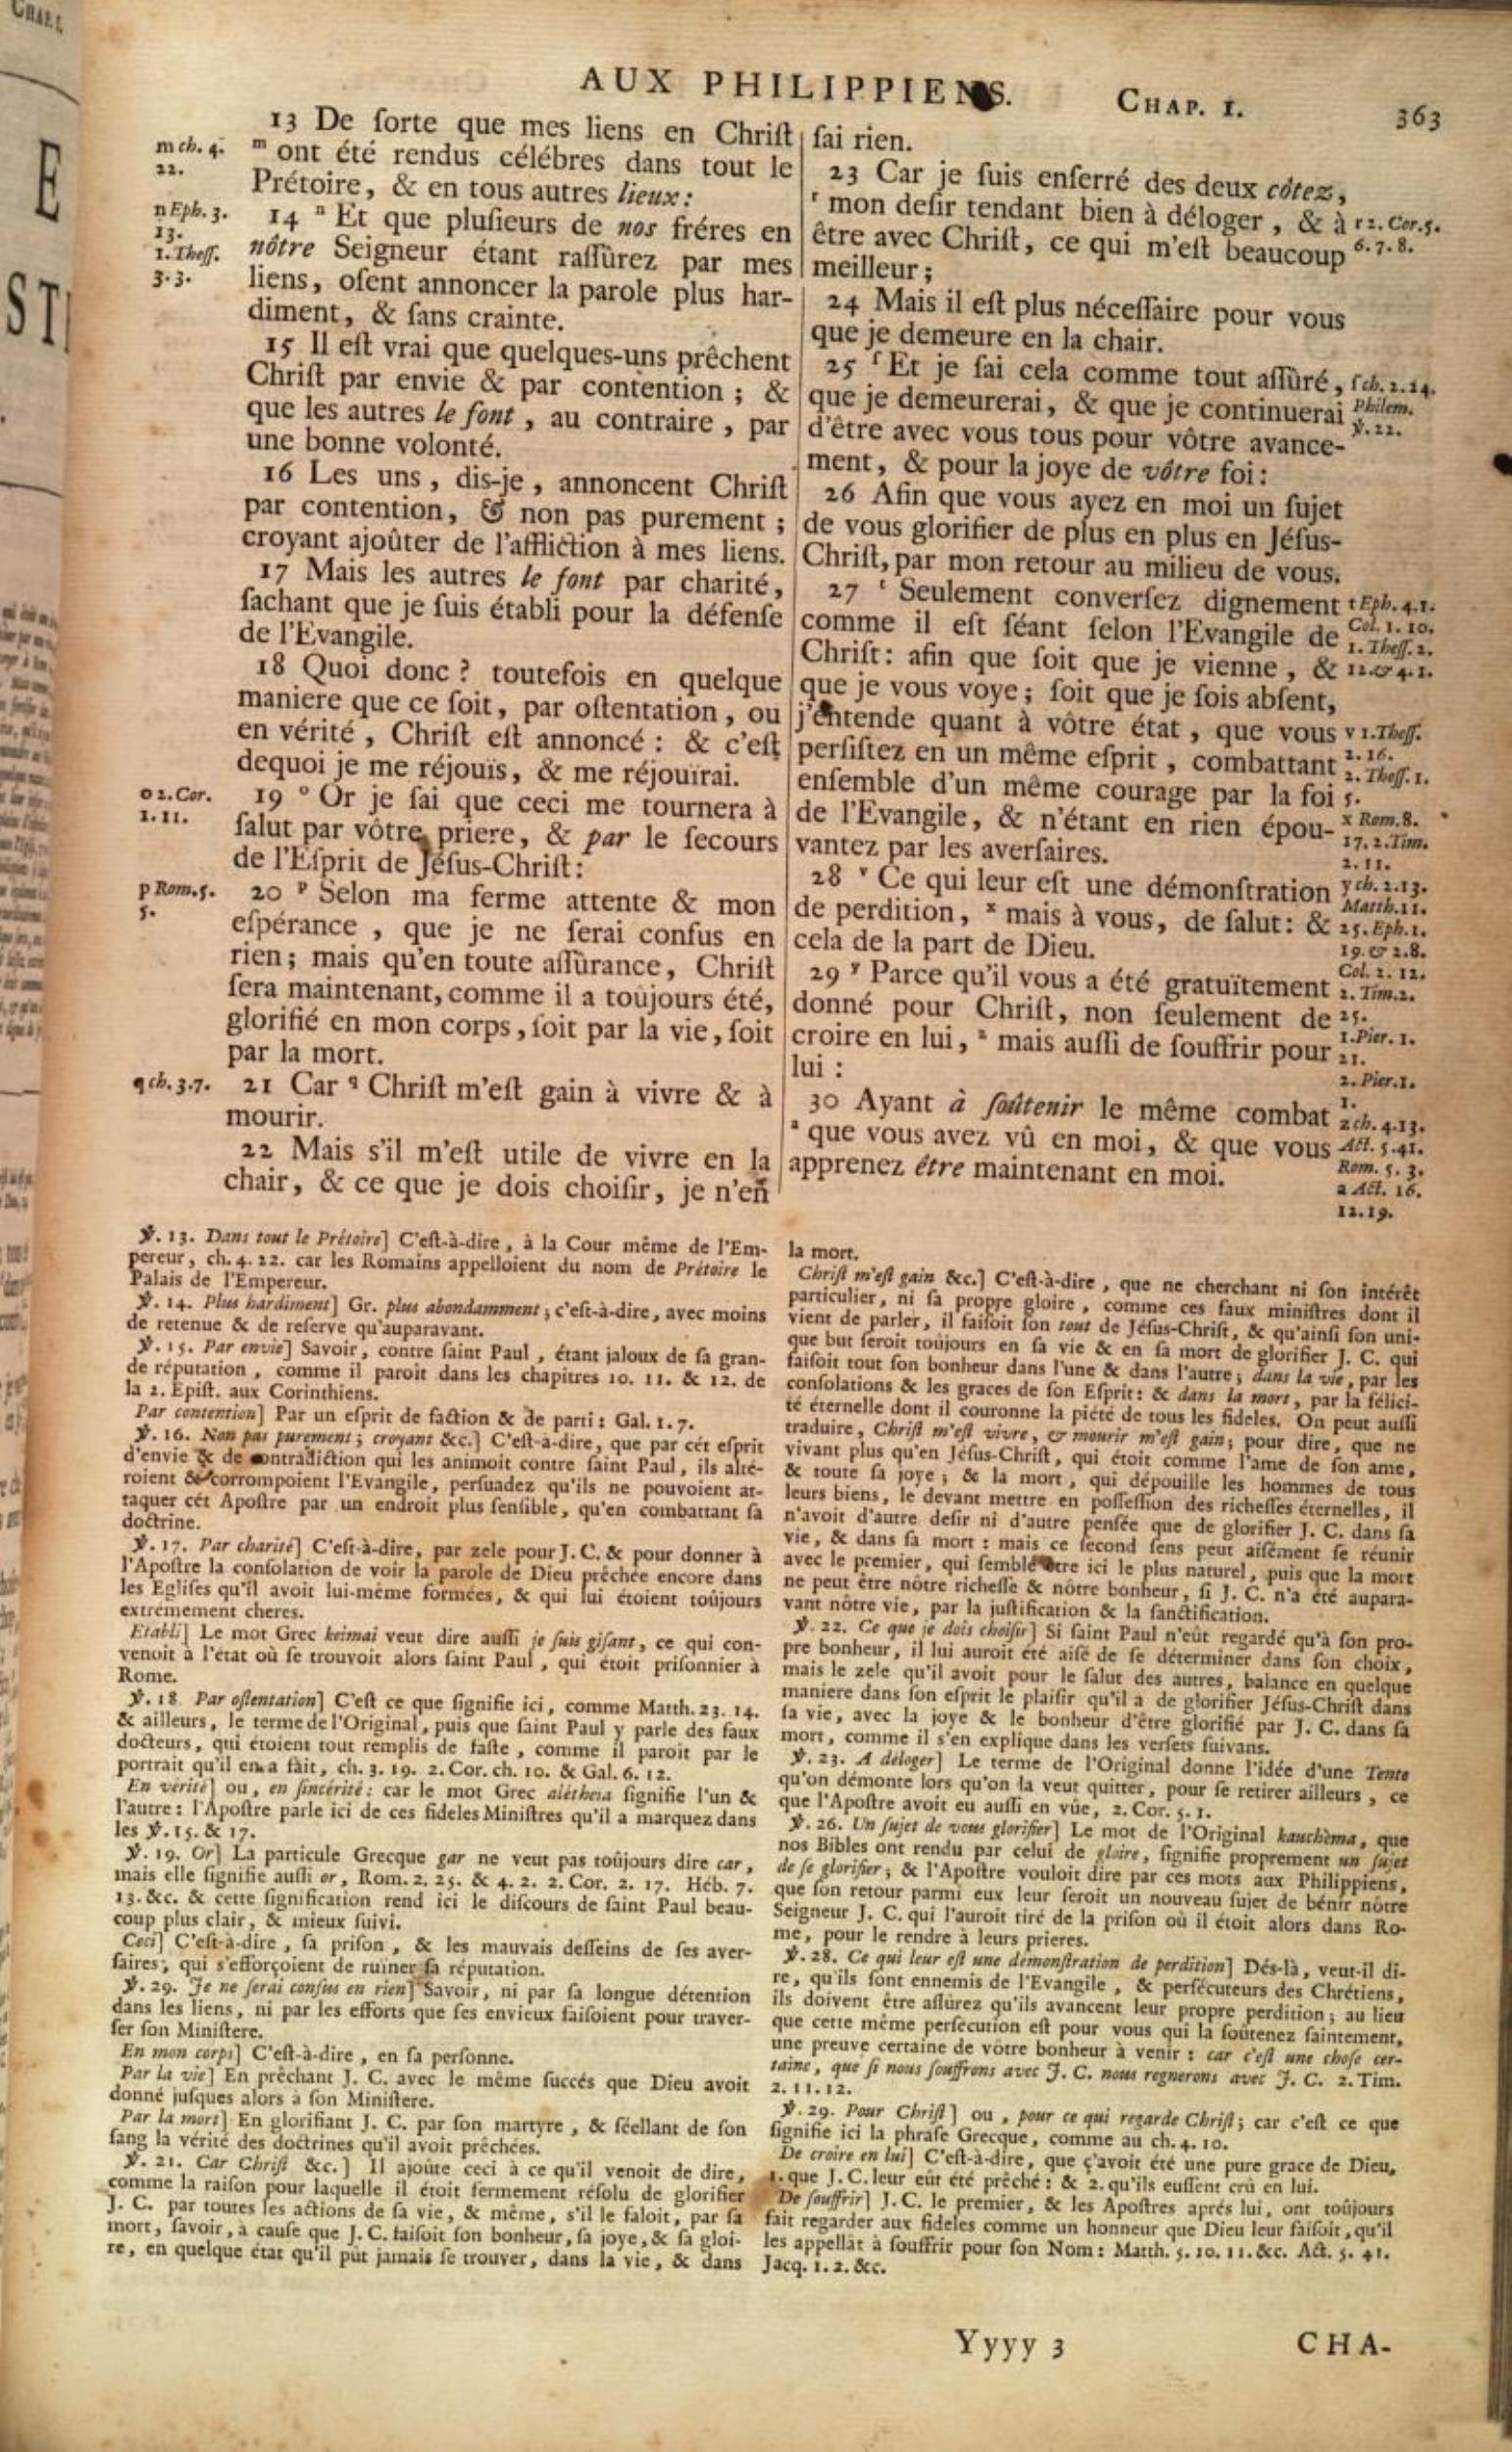 AUX PHILIPPIENS. CHAP. I. 363
13 De ſorte que mes liens en Chriſt
m ont été rendus célébres dans tout le
Prétoire, & en tous autres lieux:
14 n Et que pluſieurs de nos fréres en
nôtre Seigneur étant raſſûrez par mes
liens, oſent annoncer la parole plus har-
diment, & ſans crainte.
15 Il eſt vrai que quelques-uns prêchent
Chriſt par envie & par contention; &
que les autres le font, au contraire, par
une bonne volonté.
16 Les uns, dis-je, annoncent Chriſt
par contention, & non pas purement;
croyant ajoûter de l'affliction à mes liens.
17 Mais les autres le font par charité,
ſachant que je ſuis établi pour la défenſe
de l'Evangile.
18 Quoi donc? toutefois en quelque
maniere que ce ſoit, par oſtentation, ou
en vérité, Chriſt eſt annoncé: & c'eſt
dequoi je me réjouïs, & me réjouïrai.
19 o Or je ſai que ceci me tournera à
ſalut par vôtre priere, & par le ſecours
de l'Eſprit de Jéſus-Chriſt:
20 p Selon ma ferme attente & mon
eſpérance, que je ne ſerai confus en
rien; mais qu'en toute aſſûrance, Chriſt
ſera maintenant, comme il a toûjours été,
glorifié en mon corps, ſoit par la vie, ſoit
par la mort.
21 Car q Chriſt m'eſt gain à vivre & à
mourir.
22 Mais s'il m'eſt utile de vivre en la
chair, & ce que je dois choiſir, je n'en
m ch. 4.
22.
n Eph. 3.
13.
1. Theſſ.
3. 3.
o 2. Cor.
1. 11.
p Rom. 5.
5.
q ch. 3. 7.
ſai rien.
23 Car je ſuis enſerré des deux côtez,
r mon deſir tendant bien à déloger, & à
être avec Chriſt, ce qui m'eſt beaucoup
meilleur;
24 Mais il eſt plus néceſſaire pour vous
que je demeure en la chair.
25 ſ Et je ſai cela comme tout aſſûré,
que je demeurerai, & que je continuerai
d'être avec vous tous pour vôtre avance-
ment, & pour la joye de vôtre foi:
26 Afin que vous ayez en moi un ſujet
de vous glorifier de plus en plus en Jéſus-
Chriſt, par mon retour au milieu de vous.
27 t Seulement converſez dignement
comme il eſt ſéant ſelon l'Evangile de
Chriſt: afin que ſoit que je vienne, &
que je vous voye; ſoit que je ſois abſent,
j'entende quant à vôtre état, que vous
perſiſtez en un même eſprit, combattant
enſemble d'un même courage par la foi
de l'Evangile, & n'étant en rien épou-
vantez par les averſaires.
28 v Ce qui leur eſt une démonſtration
de perdition, x mais à vous, de ſalut: &
cela de la part de Dieu.
29 y Parce qu'il vous a été gratuïtement
donné pour Chriſt, non ſeulement de
croire en lui, z mais auſſi de ſouffrir pour
lui:
30 Ayant à ſoûtenir le même combat
a que vous avez vû en moi, & que vous
apprenez être maintenant en moi.
r 2. Cor. 5.
6. 7. 8.
ſ ch. 2. 24.
Philem.
℣. 22.
t Eph. 4. 1.
Col. 1. 10.
1. Theſſ. 2.
12. & 4. 1.
v 1. Theſſ.
2. 16.
2. Theſſ. 1.
5.
x Rom. 8.
17. 2. Tim.
2. 11.
y ch. 2. 13.
Matth. 11.
25. Eph. 1.
19. & 2. 8.
Col. 2. 12.
2. Tim. 2.
25.
1. Pier. 1.
21.
2. Pier. 1.
1.
z ch. 4. 13.
Act. 5. 41.
Rom. 5. 3.
a Act. 16.
12. 19.
℣. 13. Dans tout le Prétoire] C'eſt-à-dire, à la Cour même de l'Em-
pereur, ch. 4. 22. car les Romains appelloient du nom de Prétoire le
Palais de l'Empereur.
℣. 14. Plus hardiment] Gr. plus abondamment; c'eſt-à-dire, avec moins
de retenue & de reſerve qu'auparavant.
℣. 15. Par envie] Savoir, contre ſaint Paul, étant jaloux de ſa gran-
de réputation, comme il paroit dans les chapitres 10. 11. & 12. de
la 2. Epiſt. aux Corinthiens.
Par contention] Par un eſprit de faction & de parti: Gal. 1. 7.
℣. 16. Non pas purement; croyant &c.] C'eſt-à-dire, que par cét eſprit
d'envie & de contradiction qui les animoit contre ſaint Paul, ils alté-
roient & corrompoient l'Evangile, perſuadez qu'ils ne pouvoient at-
taquer cét Apoſtre par un endroit plus ſenſible, qu'en combattant ſa
doctrine.
℣. 17. Par charité] C'eſt-à-dire, par zele pour J. C. & pour donner à
l'Apoſtre la conſolation de voir la parole de Dieu prêchée encore dans
les Egliſes qu'il avoit lui-même formées, & qui lui étoient toûjours
extrêmement cheres.
Etabli] Le mot Grec keimai veut dire auſſi je ſuis giſant, ce qui con-
venoit à l'état où ſe trouvoit alors ſaint Paul, qui étoit priſonnier à
Rome.
℣. 18. Par oſtentation] C'eſt ce que ſignifie ici, comme Matth. 23. 14.
& ailleurs, le terme de l'Original, puis que ſaint Paul y parle des faux
docteurs, qui étoient tout remplis de faſte, comme il paroit par le
portrait qu'il en a fait, ch. 3. 19. 2. Cor. ch. 10. & Gal. 6. 12.
En vérité] ou, en ſincérité: car le mot Grec alétheia ſignifie l'un &
l'autre: l'Apoſtre parle ici de ces fideles Miniſtres qu'il a marquez dans
les ℣. 15. & 17.
℣. 19. Or] La particule Grecque gar ne veut pas toûjours dire car,
mais elle ſignifie auſſi or, Rom. 2. 25. & 4. 2. 2. Cor. 2. 17. Héb. 7.
13. &c. & cette ſignification rend ici le diſcours de ſaint Paul beau-
coup plus clair, & mieux ſuivi.
Ceci] C'eſt-à-dire, ſa priſon, & les mauvais deſſeins de ſes aver-
ſaires, qui s'efforçoient de ruiner ſa réputation.
℣. 29. Je ne ſerai confus en rien] Savoir, ni par ſa longue détention
dans les liens, ni par les efforts que ſes envieux faiſoient pour traver-
ſer ſon Miniſtere.
En mon corps] C'eſt-à-dire, en ſa perſonne.
Par la vie] En prêchant J. C. avec le même ſuccés que Dieu avoit
donné juſques alors à ſon Miniſtere.
Par la mort] En glorifiant J. C. par ſon martyre, & ſéellant de ſon
ſang la vérité des doctrines qu'il avoit prêchées.
℣. 21. Car Chriſt &c.] Il ajoûte ceci à ce qu'il venoit de dire,
comme la raiſon pour laquelle il étoit fermement réſolu de glorifier
J. C. par toutes les actions de ſa vie, & même, s'il le faloit, par ſa
mort, ſavoir, à cauſe que J. C. faiſoit ſon bonheur, ſa joye, & ſa gloi-
re, en quelque état qu'il pût jamais ſe trouver, dans la vie, & dans
la mort.
Chriſt m'eſt gain &c.] C'eſt-à-dire, que ne cherchant ni ſon intérêt
particulier, ni ſa propre gloire, comme ces faux miniſtres dont il
vient de parler, il faiſoit ſon tout de Jéſus-Chriſt, & qu'ainſi ſon uni-
que but ſeroit toûjours en ſa vie & en ſa mort de glorifier J. C. qui
faiſoit tout ſon bonheur dans l'une & dans l'autre; dans la vie, par les
conſolations & les graces de ſon Eſprit: & dans la mort, par la félici-
té éternelle dont il couronne la piété de tous les fideles. On peut auſſi
traduire, Chriſt m'eſt vivre, & mourir m'eſt gain; pour dire, que ne
vivant plus qu'en Jéſus-Chriſt, qui étoit comme l'ame de ſon ame,
& toute ſa joye; & la mort, qui dépouille les hommes de tous
leurs biens, le devant mettre en poſſeſſion des richeſſes éternelles, il
n'avoit d'autre deſir ni d'autre penſée que de glorifier J. C. dans ſa
vie, & dans ſa mort: mais ce ſecond ſens peut aiſément ſe réunir
avec le premier, qui ſemble être ici le plus naturel, puis que la mort
ne peut être nôtre richeſſe & nôtre bonheur, ſi J. C. n'a été aupara-
vant nôtre vie, par la juſtification & la ſanctification.
℣. 22. Ce que je dois choiſir] Si ſaint Paul n'eût regardé qu'à ſon pro-
pre bonheur, il lui auroit été aiſé de ſe déterminer dans ſon choix,
mais le zele qu'il avoit pour le ſalut des autres, balance en quelque
maniere dans ſon eſprit le plaiſir qu'il a de glorifier Jéſus-Chriſt dans
ſa vie, avec la joye & le bonheur d'être glorifié par J. C. dans ſa
mort, comme il s'en explique dans les verſets ſuivans.
℣. 23. A déloger] Le terme de l'Original donne l'idée d'une Tente
qu'on démonte lors qu'on la veut quitter, pour ſe retirer ailleurs, ce
que l'Apoſtre avoit eu auſſi en vûe, 2. Cor. 5. 1.
℣. 26. Un ſujet de vous glorifier] Le mot de l'Original kauchèma, que
nos Bibles ont rendu par celui de gloire, ſignifie proprement un ſujet
de ſe glorifier; & l'Apoſtre vouloit dire par ces mots aux Philippiens,
que ſon retour parmi eux leur ſeroit un nouveau ſujet de bénir nôtre
Seigneur J. C. qui l'auroit tiré de la priſon où il étoit alors dans Ro-
me, pour le rendre à leurs prieres.
℣. 28. Ce qui leur eſt une démonſtration de perdition] Dés-là, veut-il di-
re, qu'ils ſont ennemis de l'Evangile, & perſécuteurs des Chrétiens,
ils doivent être aſſûrez qu'ils avancent leur propre perdition; au lieu
que cette même perſecution eſt pour vous qui la ſoûtenez ſaintement,
une preuve certaine de vôtre bonheur à venir: car c'eſt une choſe cer-
taine, que ſi nous ſouffrons avec J. C. nous regnerons avec J. C. 2. Tim.
2. 11. 12.
℣. 29. Pour Chriſt] ou, pour ce qui regarde Chriſt; car c'eſt ce que
ſignifie ici la phraſe Grecque, comme au ch. 4. 10.
De croire en lui] C'eſt-à-dire, que ç'avoit été une pure grace de Dieu,
1. que J. C. leur eût été prêché: & 2. qu'ils euſſent crû en lui.
De ſouffrir] J. C. le premier, & les Apoſtres aprés lui, ont toûjours
fait regarder aux fideles comme un honneur que Dieu leur faiſoit, qu'il
les appellât à ſouffrir pour ſon Nom: Matth. 5. 10. 11. &c. Act. 5. 41.
Jacq. 1. 2. &c.
Yyyy 3 CHA-